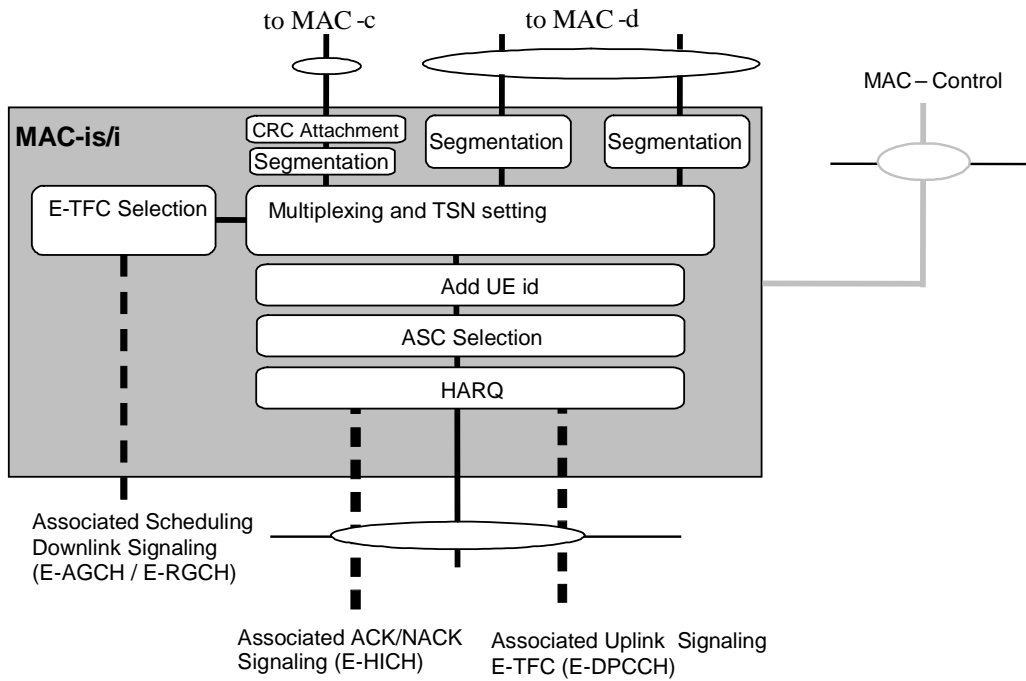 to MAC -c
to MAC-d
MAC – Control
MAC-is/i
CRC Attachment
Segmentation
Segmentation
Segmentation
E-TFC Selection
Multiplexing and TSN setting
Add UE id
ASC Selection
HARQ
Associated Scheduling
Downlink Signaling
(E-AGCH / E-RGCH)
Associated ACK/NACK
Signaling (E-HICH)
Associated Uplink Signaling
E-TFC (E-DPCCH)